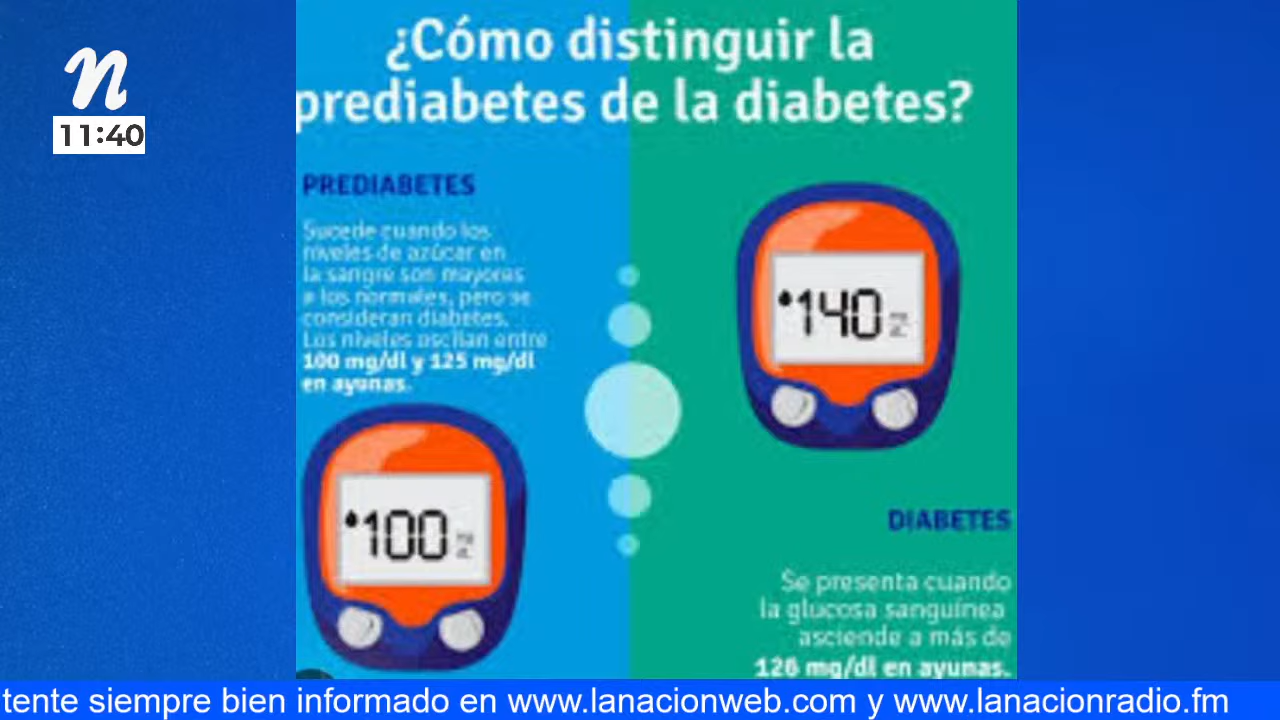 n
11:40
¿Cómo distinguir la
prediabetes de la diabetes?
PREDIABETES
Sucede cuando los
niveles de azúcar en
la sangre son mayores
a los normales, pero se
consideran diabetes.
Los niveles oscilan entre
100 mg/dl y 125 mg/dl
en ayunas.
140
100
DIABETES
Se presenta cuando
la glucosa sanguínea
asciende a más de
126 mg/dl en ayunas.
tente siempre bien informado en www.lanacionweb.com y www.lanacionradio.fm